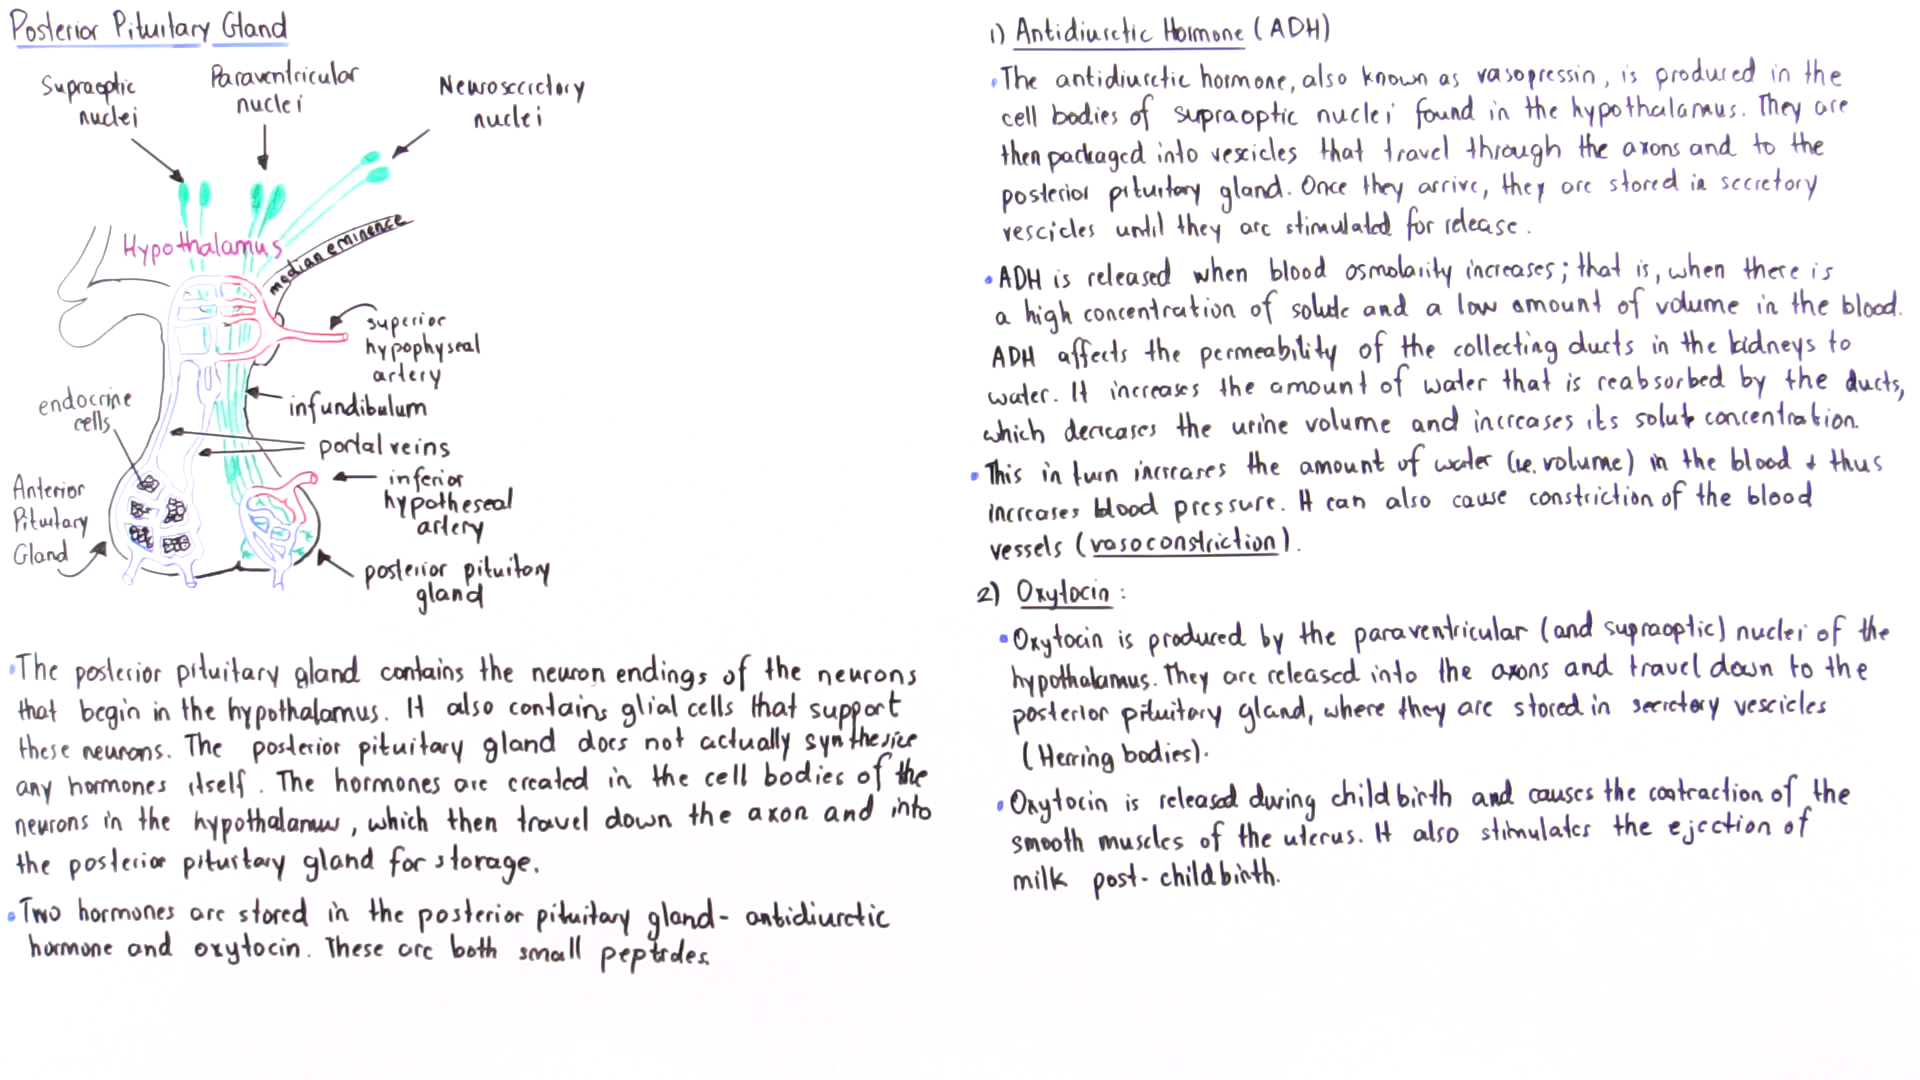 Posterior Pituitary Gland
Supraoptic
nuclei
Paraventricular
nuclei
Neurosecretory
nuclei
Hypothalamus
median eminence
superior
hypophyseal
artery
endocrine
cells
infundibulum
portal veins
inferior
hypotheseal
artery
Anterior
Pituitary
Gland
posterior pituitory
gland
•The posterior pituitary gland contains the neuron endings of the neurons
that begin in the hypothalamus. It also contains glial cells that support
these neurons. The posterior pituitary gland does not actually synthesize
any hormones itself. The hormones are created in the cell bodies of the
neurons in the hypothalamus, which then travel down the axon and into
the posterior pituitary gland for storage.
•Two hormones are stored in the posterior pituitary gland - antidiuretic
hormone and oxytocin. These are both small peptides.
1) Antidiuretic Hormone (ADH)
•The antidiuretic hormone, also known as vasopressin, is produced in the
cell bodies of supraoptic nuclei found in the hypothalamus. They are
then packaged into vescicles that travel through the axons and to the
posterior pituitary gland. Once they arrive, they are stored in secretory
vescicles until they are stimulated for release.
•ADH is released when blood osmolarity increases; that is, when there is
a high concentration of solute and a low amount of volume in the blood.
ADH affects the permeability of the collecting ducts in the kidneys to
water. It increases the amount of water that is reabsorbed by the ducts,
which decreases the urine volume and increases its solute concentration.
•This in turn increases the amount of water (i.e. volume) in the blood + thus
increases blood pressure. It can also cause constriction of the blood
vessels (vasoconstriction).
2) Oxytocin:
•Oxytocin is produced by the paraventricular (and supraoptic) nuclei of the
hypothalamus. They are released into the axons and travel down to the
posterior pituitary gland, where they are stored in secretory vescicles
(Herring bodies).
•Oxytocin is released during childbirth and causes the contraction of the
smooth muscles of the uterus. It also stimulates the ejection of
milk post-childbirth.